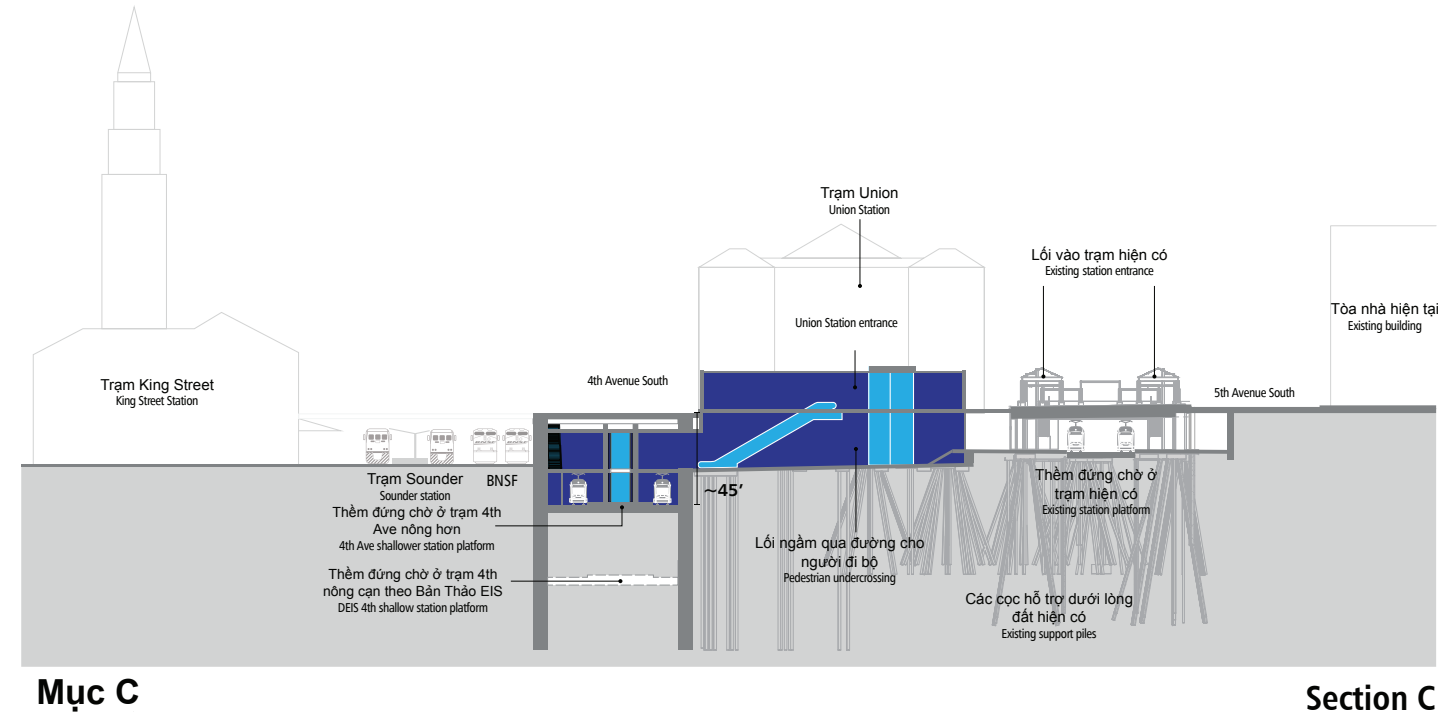 Trạm Union
Union Station
Lối vào trạm hiện có
Existing station entrance
Tòa nhà hiện tại
Existing building
Union Station entrance
Trạm King Street
King Street Station
4th Avenue South
5th Avenue South
Trạm Sounder
Sounder station
BNSF
Thềm đứng chờ ở trạm 4th
Ave nông hơn
4th Ave shallower station platform
~45’
Thềm đứng chờ ở
trạm hiện có
Existing station platform
Lối ngầm qua đường cho
người đi bộ
Pedestrian undercrossing
Thềm đứng chờ ở trạm 4th
nông cạn theo Bản Thảo EIS
DEIS 4th shallow station platform
Các cọc hỗ trợ dưới lòng
đất hiện có
Existing support piles
Mục C
Section C